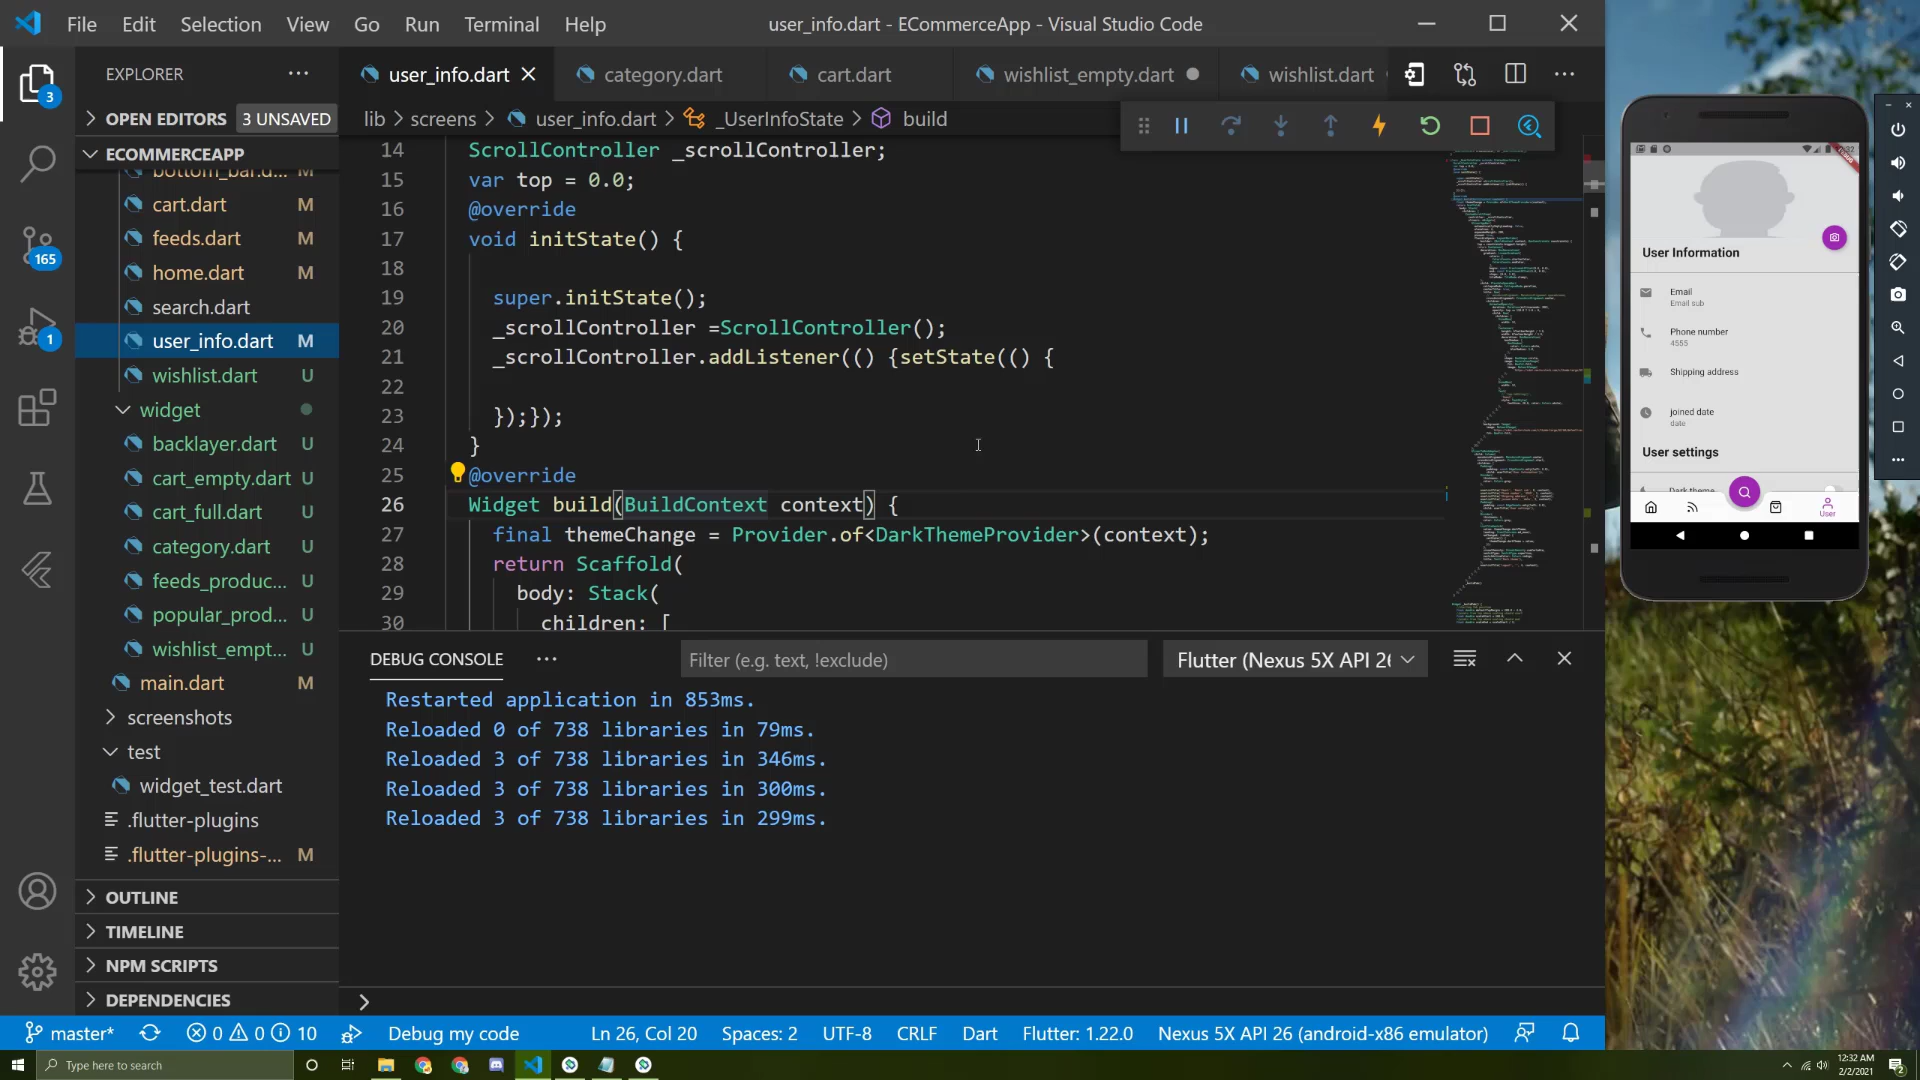 File Edit Selection View Go Run Terminal Help
user_info.dart - ECommerceApp - Visual Studio Code
EXPLORER
user_info.dart category.dart cart.dart wishlist_empty.dart wishlist.dart
OPEN EDITORS 3 UNSAVED
lib > screens > user_info.dart > _UserInfoState > build
ECOMMERCEAPP
bottom_bar.d... M
cart.dart M
feeds.dart M
home.dart M
search.dart
user_info.dart M
wishlist.dart U
widget
backlayer.dart U
cart_empty.dart U
cart_full.dart U
category.dart U
feeds_produc... U
popular_prod... U
wishlist_empt... U
main.dart M
screenshots
test
widget_test.dart
.flutter-plugins
.flutter-plugins-... M
OUTLINE
TIMELINE
NPM SCRIPTS
DEPENDENCIES
3
165
1
14 ScrollController _scrollController;
15 var top = 0.0;
16 @override
17 void initState() {
18
19 super.initState();
20 _scrollController =ScrollController();
21 _scrollController.addListener(() {setState(() {
22
23 });});
24 }
25 @override
26 Widget build(BuildContext context) {
27 final themeChange = Provider.of<DarkThemeProvider>(context);
28 return Scaffold(
29 body: Stack(
30 children: [
DEBUG CONSOLE
Filter (e.g. text, !exclude)
Flutter (Nexus 5X API 26
Restarted application in 853ms.
Reloaded 0 of 738 libraries in 79ms.
Reloaded 3 of 738 libraries in 346ms.
Reloaded 3 of 738 libraries in 300ms.
Reloaded 3 of 738 libraries in 299ms.
master* 0 0 10 Debug my code Ln 26, Col 20 Spaces: 2 UTF-8 CRLF Dart Flutter: 1.22.0 Nexus 5X API 26 (android-x86 emulator)
Type here to search
12:32 AM
2/2/2021
2
User Information
Email
Email sub
Phone number
4555
Shipping address
joined date
date
User settings
Dark theme
User